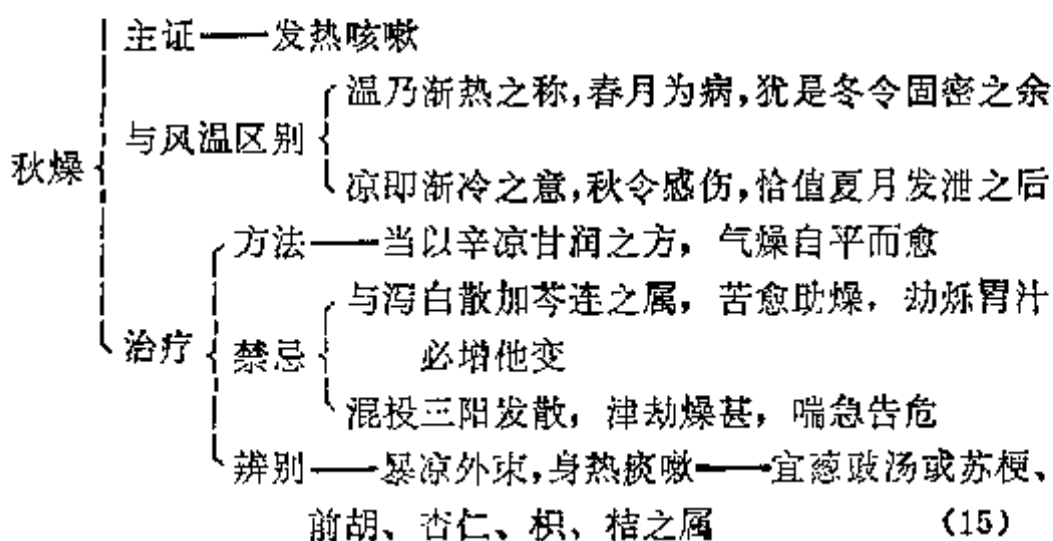 主证——发热咳嗽
温乃渐热之称，春月为病，犹是冬令固密之余
与风温区别
秋燥
凉即渐冷之意，秋令感伤，恰值夏月发泄之后
方法——当以辛凉甘润之方，气燥自平而愈
与泻白散加芩连之属，苦愈助燥，劫烁胃汁
治疗
禁忌
必增他变
混投三阳发散，津劫燥甚，喘急告危
辨别——暴凉外束，身热痰嗽——宜葱豉汤或苏梗、
前胡、杏仁、枳、桔之属 （15）